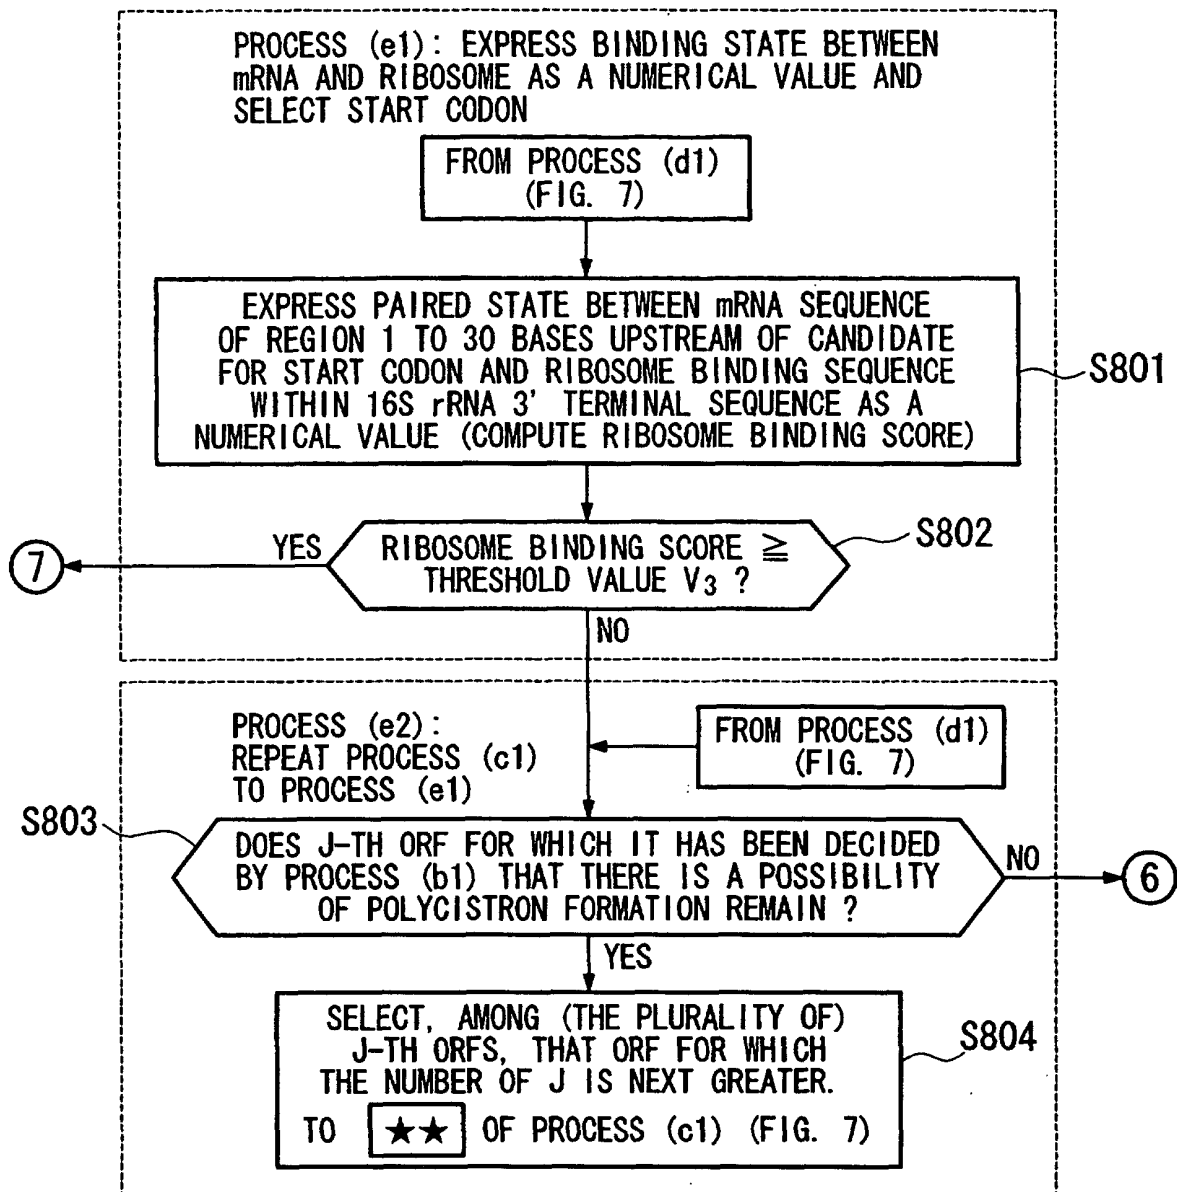 PROCESS (e1): EXPRESS BINDING STATE BETWEEN
mRNA AND RIBOSOME AS A NUMERICAL VALUE AND
SELECT START CODON
FROM PROCESS (d1)
(FIG. 7)
EXPRESS PAIRED STATE BETWEEN mRNA SEQUENCE
OF REGION 1 TO 30 BASES UPSTREAM OF CANDIDATE
FOR START CODON AND RIBOSOME BINDING SEQUENCE
WITHIN 16S rRNA 3' TERMINAL SEQUENCE AS A
NUMERICAL VALUE (COMPUTE RIBOSOME BINDING SCORE)
S801
RIBOSOME BINDING SCORE ≧
THRESHOLD VALUE V3 ?
S802
YES
7
NO
PROCESS (e2):
REPEAT PROCESS (c1)
TO PROCESS (e1)
FROM PROCESS (d1)
(FIG. 7)
S803
DOES J-TH ORF FOR WHICH IT HAS BEEN DECIDED
BY PROCESS (b1) THAT THERE IS A POSSIBILITY
OF POLYCISTRON FORMATION REMAIN ?
NO
6
YES
SELECT, AMONG (THE PLURALITY OF)
J-TH ORFS, THAT ORF FOR WHICH
THE NUMBER OF J IS NEXT GREATER.
TO ★★ OF PROCESS (c1) (FIG. 7)
S804